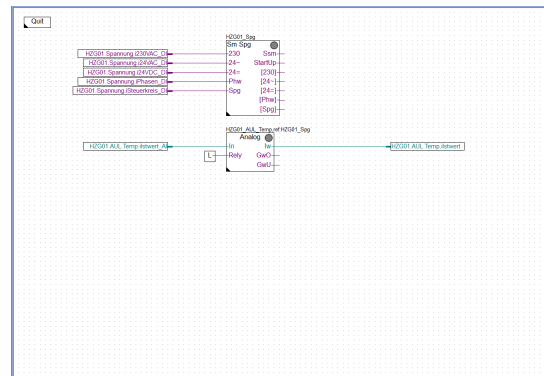 Quit
HZG01_Spg
Sm Spg
HZG01.Spannung.i230VAC_DI 230 Ssm
HZG01.Spannung.i24VAC_DI 24~ StartUp
HZG01.Spannung.i24VDC_DI 24= [230]
HZG01.Spannung.iPhasen_DI Phw [24~]
HZG01.Spannung.iSteuerkreis_DI Spg [24=]
[Phw]
[Spg]
HZG01_AUL_Temp.ref HZG01_Spg
Analog
HZG01.AUL.Temp.iIstwert_AI In Iw HZG01.AUL.Temp.iIstwert
L Rely GwO
GwU